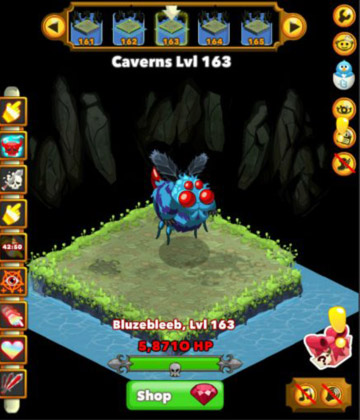 161 162 163 164 165
Caverns Lvl 163
42:50
Bluzebleeb, Lvl 163
5,871O HP
Shop